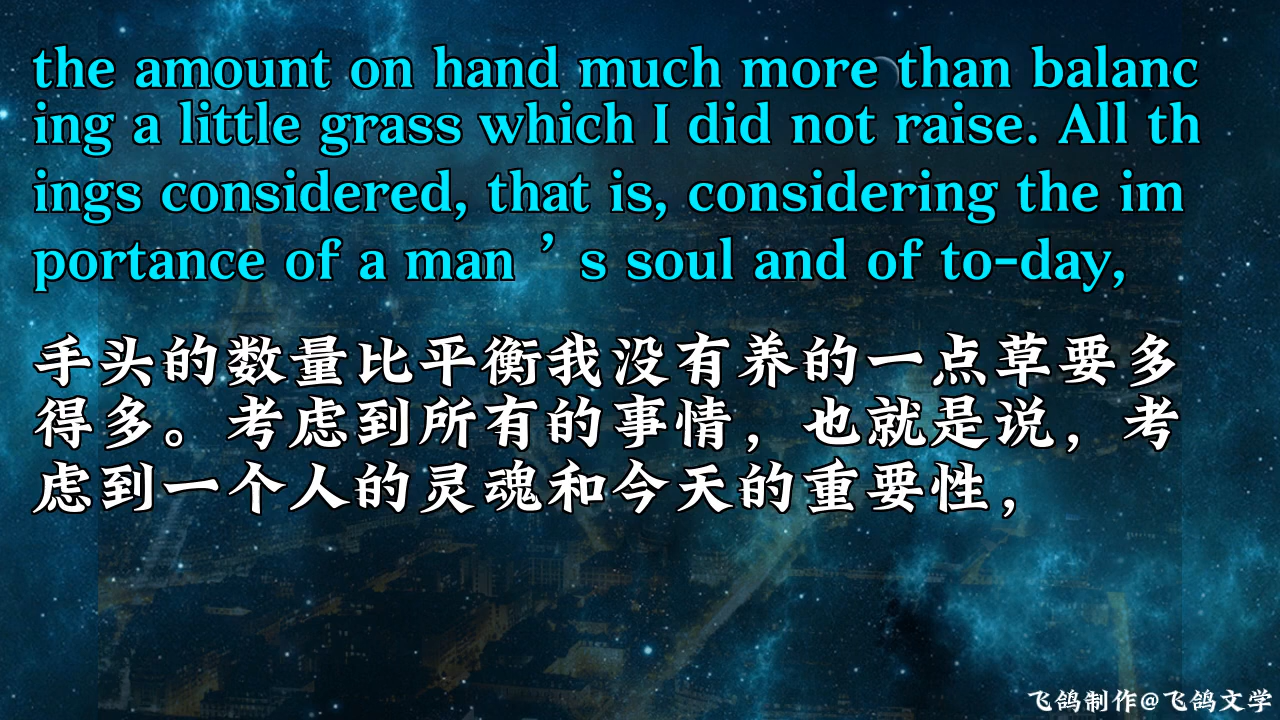 the amount on hand much more than balanc
ing a little grass which I did not raise. All th
ings considered, that is, considering the im
portance of a man ’ s soul and of to-day,
手头的数量比平衡我没有养的一点草要多
得多。考虑到所有的事情，也就是说，考
虑到一个人的灵魂和今天的重要性，
飞鸽制作@飞鸽文学